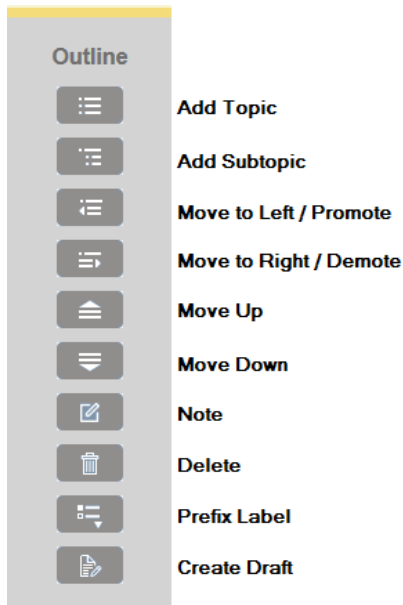 Outline
Add Topic
Add Subtopic
Move to Left / Promote
Move to Right / Demote
Move Up
Move Down
Note
Delete
Prefix Label
Create Draft